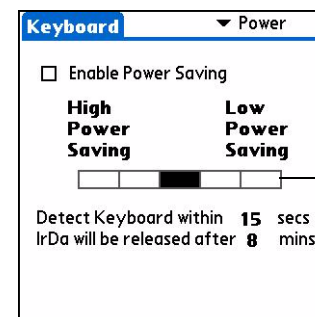 Keyboard Power
Enable Power Saving
High Low
Power Power
Saving Saving
Detect Keyboard within 15 secs
IrDa will be released after 8 mins